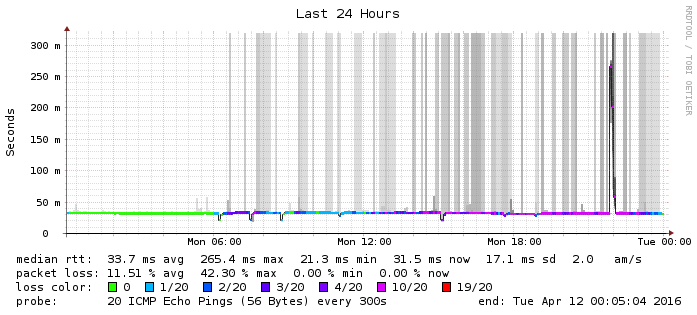 Last 24 Hours
RRDTOOL / TOBI OETIKER
Seconds
300 m
250 m
200 m
150 m
100 m
50 m
0
Mon 06:00 Mon 12:00 Mon 18:00 Tue 00:00
median rtt: 33.7 ms avg 265.4 ms max 21.3 ms min 31.5 ms now 17.1 ms sd 2.0 am/s
packet loss: 11.51 % avg 42.30 % max 0.00 % min 0.00 % now
loss color: 0 1/20 2/20 3/20 4/20 10/20 19/20
probe: 20 ICMP Echo Pings (56 Bytes) every 300s end: Tue Apr 12 00:05:04 2016